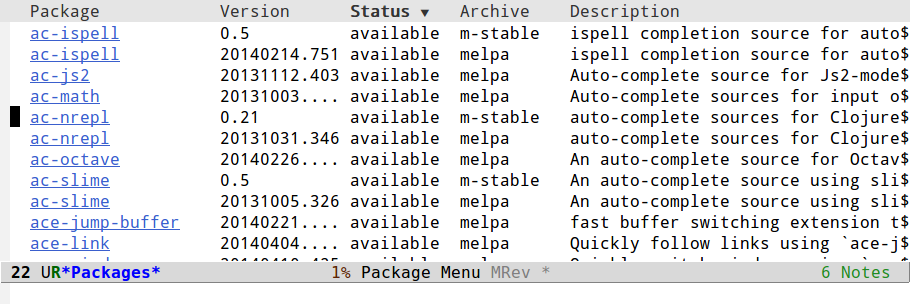 Package Version Status ▼ Archive Description
ac-ispell 0.5 available m-stable ispell completion source for auto$
ac-ispell 20140214.751 available melpa ispell completion source for auto$
ac-js2 20131112.403 available melpa Auto-complete source for Js2-mode$
ac-math 20131003.... available melpa Auto-complete sources for input o$
ac-nrepl 0.21 available m-stable auto-complete sources for Clojure$
ac-nrepl 20131031.346 available melpa auto-complete sources for Clojure$
ac-octave 20140226.... available melpa An auto-complete source for Octav$
ac-slime 0.5 available m-stable An auto-complete source using sli$
ac-slime 20131005.326 available melpa An auto-complete source using sli$
ace-jump-buffer 20140221.... available melpa fast buffer switching extension t$
ace-link 20140404.... available melpa Quickly follow links using `ace-j$
22 UR*Packages* 1% Package Menu MRev * 6 Notes